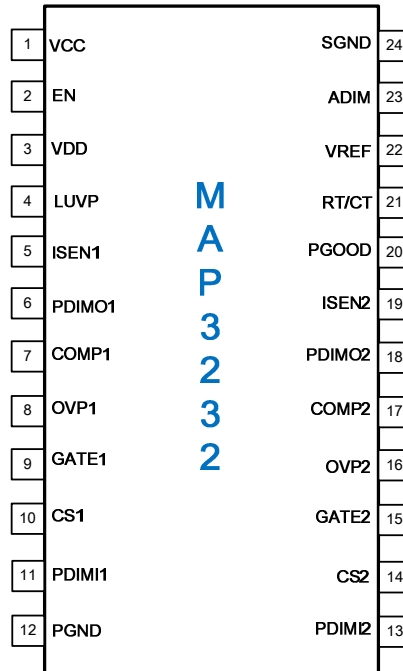 1 VCC SGND 24
2 EN ADIM 23
3 VDD VREF 22
4 LUVP RT/CT 21
5 ISEN1 PGOOD 20
6 PDIMO1 ISEN2 19
7 COMP1 PDIMO2 18
8 OVP1 COMP2 17
9 GATE1 OVP2 16
10 CS1 GATE2 15
11 PDIMI1 CS2 14
12 PGND PDIMI2 13
M
A
P
3
2
3
2